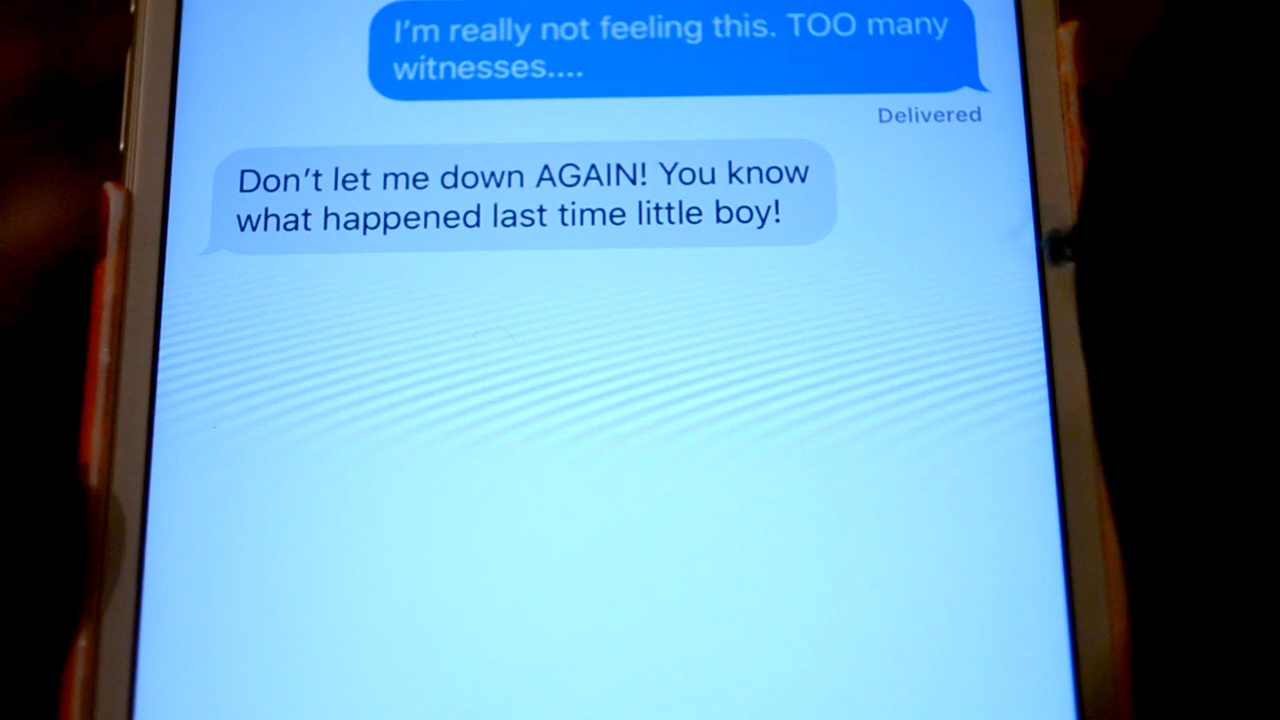 I'm really not feeling this. TOO many
witnesses....
Delivered
Don't let me down AGAIN! You know
what happened last time little boy!